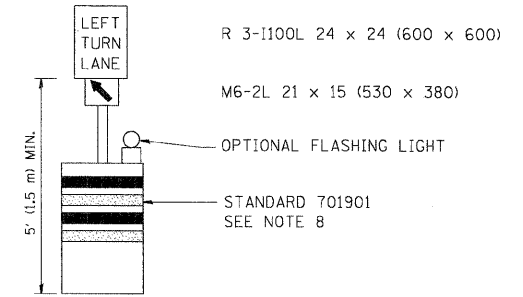 LEFT
TURN
LANE
R 3-I100L 24 x 24 (600 x 600)
M6-2L 21 x 15 (530 x 380)
OPTIONAL FLASHING LIGHT
5' (1.5 m) MIN.
STANDARD 701901
SEE NOTE 8